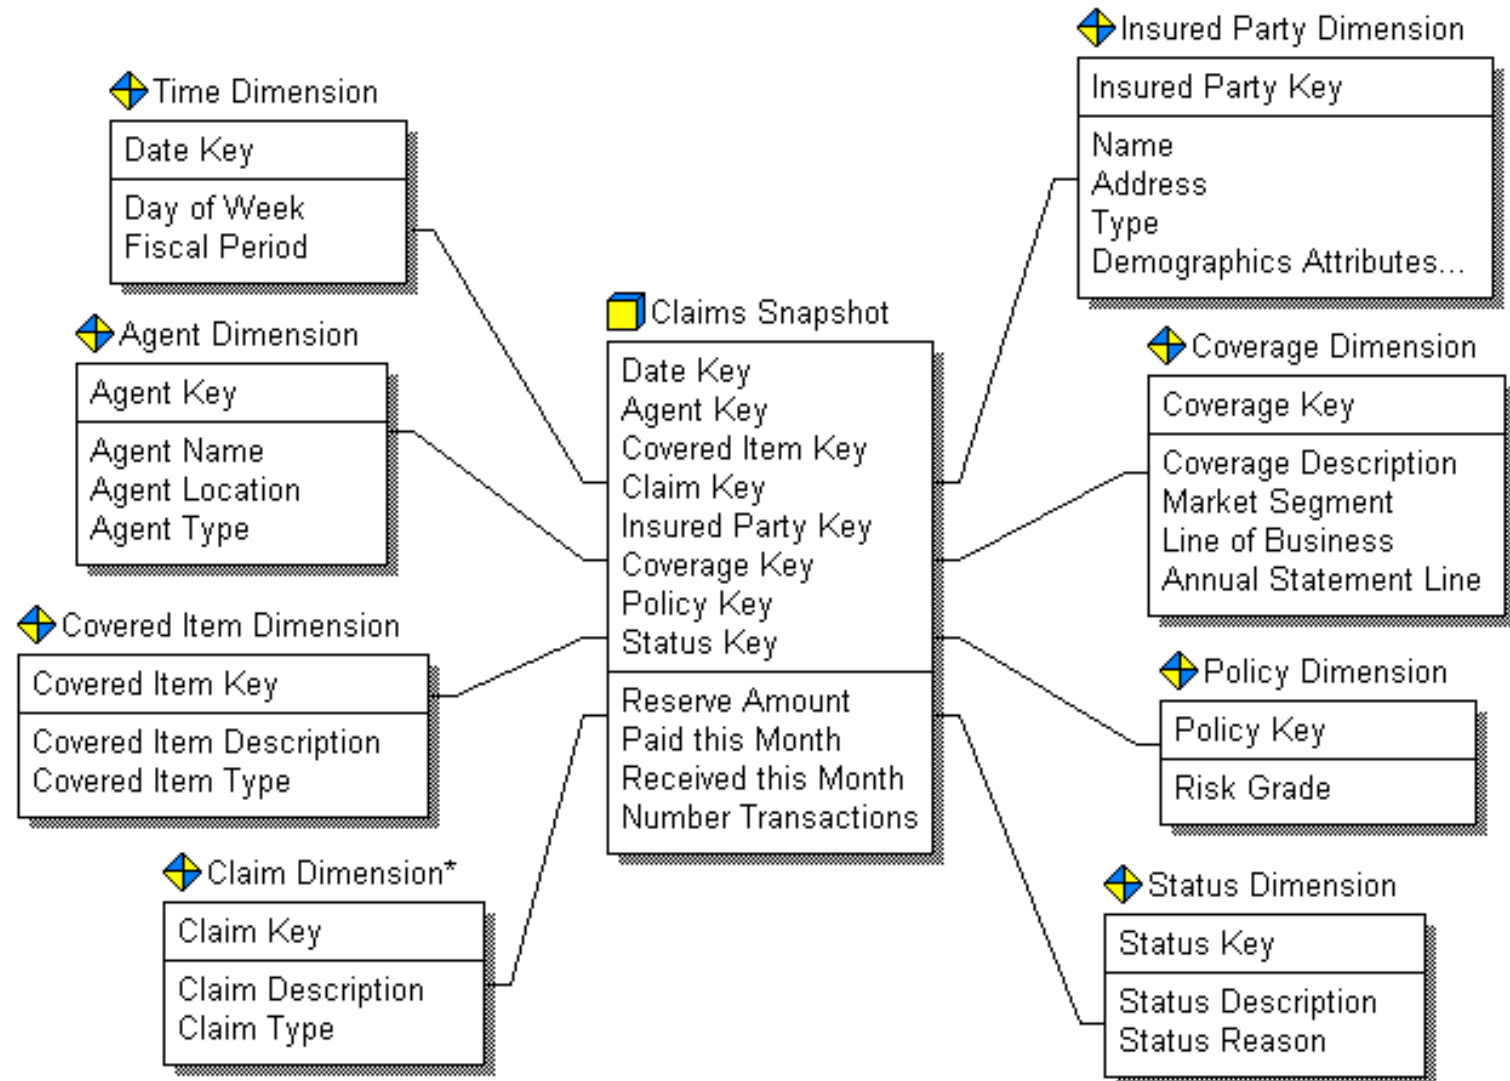 Time Dimension
Date Key
Day of Week
Fiscal Period
Agent Dimension
Agent Key
Agent Name
Agent Location
Agent Type
Covered Item Dimension
Covered Item Key
Covered Item Description
Covered Item Type
Claim Dimension*
Claim Key
Claim Description
Claim Type
Claims Snapshot
Date Key
Agent Key
Covered Item Key
Claim Key
Insured Party Key
Coverage Key
Policy Key
Status Key
Reserve Amount
Paid this Month
Received this Month
Number Transactions
Insured Party Dimension
Insured Party Key
Name
Address
Type
Demographics Attributes...
Coverage Dimension
Coverage Key
Coverage Description
Market Segment
Line of Business
Annual Statement Line
Policy Dimension
Policy Key
Risk Grade
Status Dimension
Status Key
Status Description
Status Reason